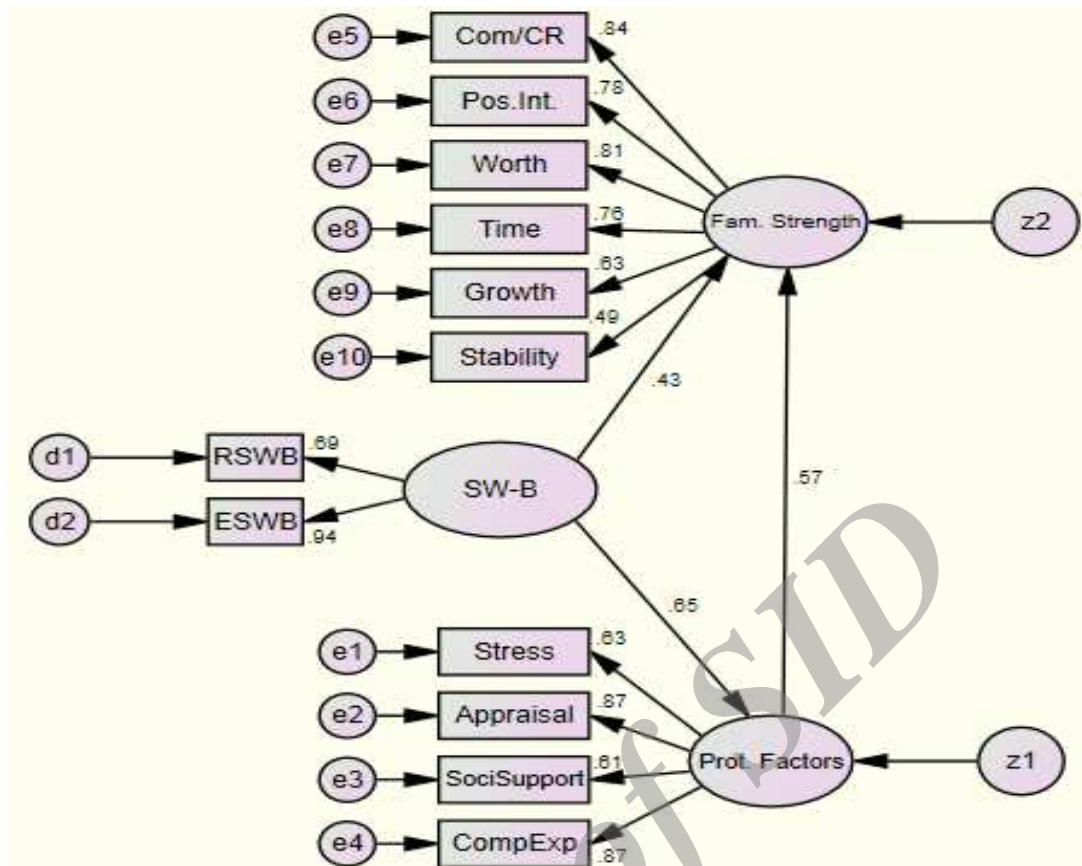 e5 Com/CR .84
e6 Pos.Int. .78
e7 Worth .81
Fam. Strength z2
e8 Time .76
e9 Growth .63
e10 Stability .49
.43
.57
d1 RSWB .69
SW-B
d2 ESWB .94
.65
e1 Stress .63
e2 Appraisal .87
Prot. Factors z1
e3 SociSupport .61
e4 CompExp .87
of SID